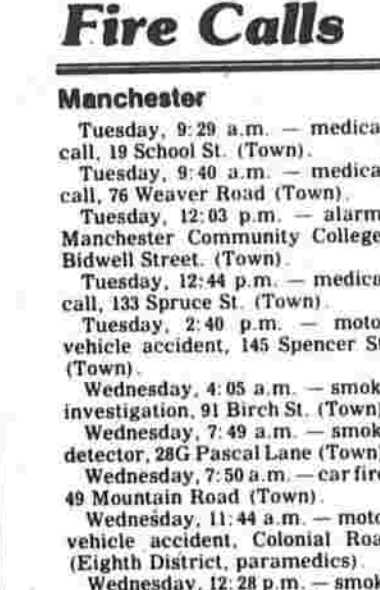 Fire Calls
Manchester
Tuesday, 9:29 a.m. — medica
call, 19 School St. (Town).
Tuesday, 9:40 a.m. — medica
call, 76 Weaver Road (Town).
Tuesday, 12:03 p.m. — alarm
Manchester Community College
Bidwell Street. (Town).
Tuesday, 12:44 p.m. — medica
call, 133 Spruce St. (Town).
Tuesday, 2:40 p.m. — moto
vehicle accident, 145 Spencer St
(Town).
Wednesday, 4:05 a.m. — smok
investigation, 91 Birch St. (Town)
Wednesday, 7:49 a.m. — smok
detector, 28G Pascal Lane (Town)
Wednesday, 7:50 a.m. — car fire
49 Mountain Road (Town).
Wednesday, 11:44 a.m. — moto
vehicle accident, Colonial Roa
(Eighth District, paramedics).
Wednesday, 12:28 p.m. — smok